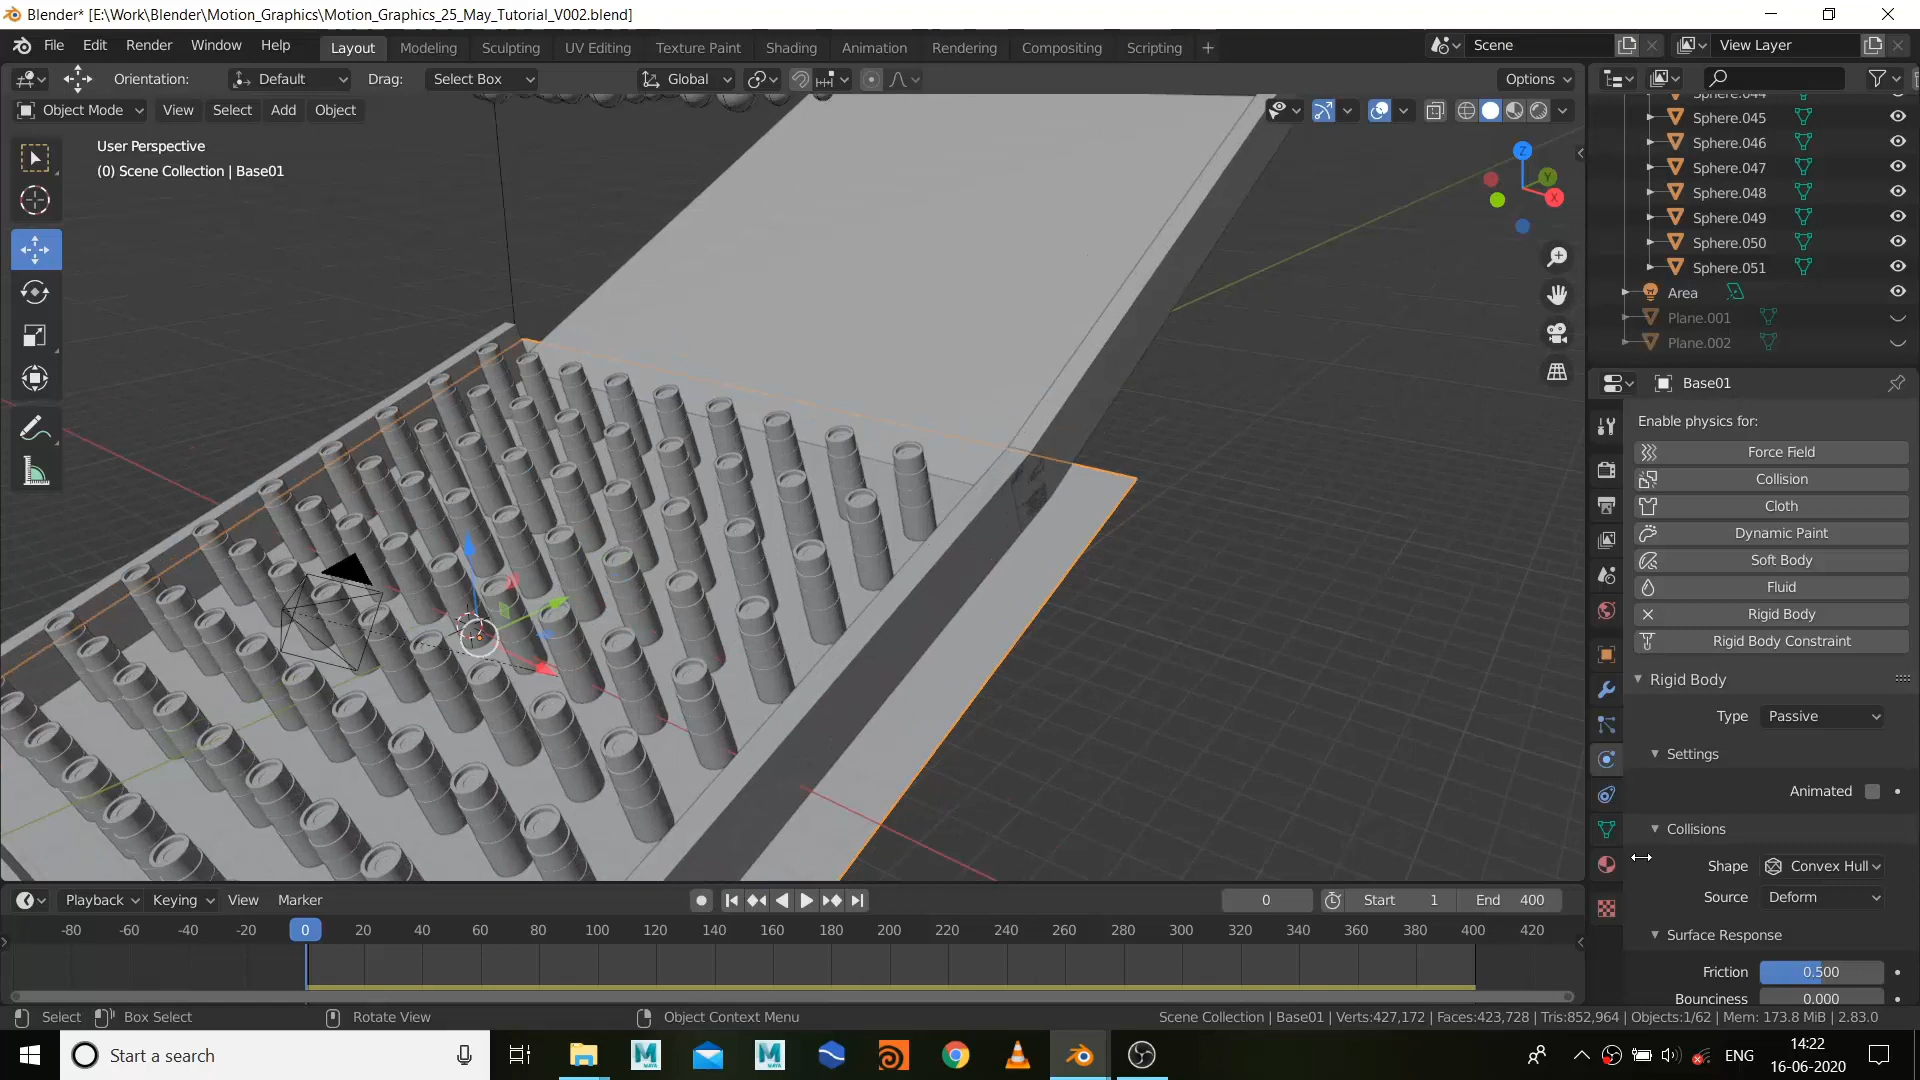 Blender* [E:\Work\Blender\Motion_Graphics\Motion_Graphics_25_May_Tutorial_V002.blend]
File Edit Render Window Help Layout Modeling Sculpting UV Editing Texture Paint Shading Animation Rendering Compositing Scripting + Scene View Layer
Orientation: Default Drag: Select Box Global Options
Object Mode View Select Add Object
User Perspective
(0) Scene Collection | Base01
Z
Y
X
Sphere.044
Sphere.045
Sphere.046
Sphere.047
Sphere.048
Sphere.049
Sphere.050
Sphere.051
Area
Plane.001
Plane.002
Base01
Enable physics for:
Force Field
Collision
Cloth
Dynamic Paint
Soft Body
Fluid
Rigid Body
Rigid Body Constraint
Rigid Body
Type Passive
Settings
Animated
Collisions
Shape Convex Hull
Source Deform
Surface Response
Friction 0.500
Bounciness 0.000
Playback Keying View Marker 0 Start 1 End 400
-80 -60 -40 -20 0 20 40 60 80 100 120 140 160 180 200 220 240 260 280 300 320 340 360 380 400 420
Select Box Select Rotate View Object Context Menu Scene Collection | Base01 | Verts:427,172 | Faces:423,728 | Tris:852,964 | Objects:1/62 | Mem: 173.8 MiB | 2.83.0
Start a search ENG 14:22
16-06-2020